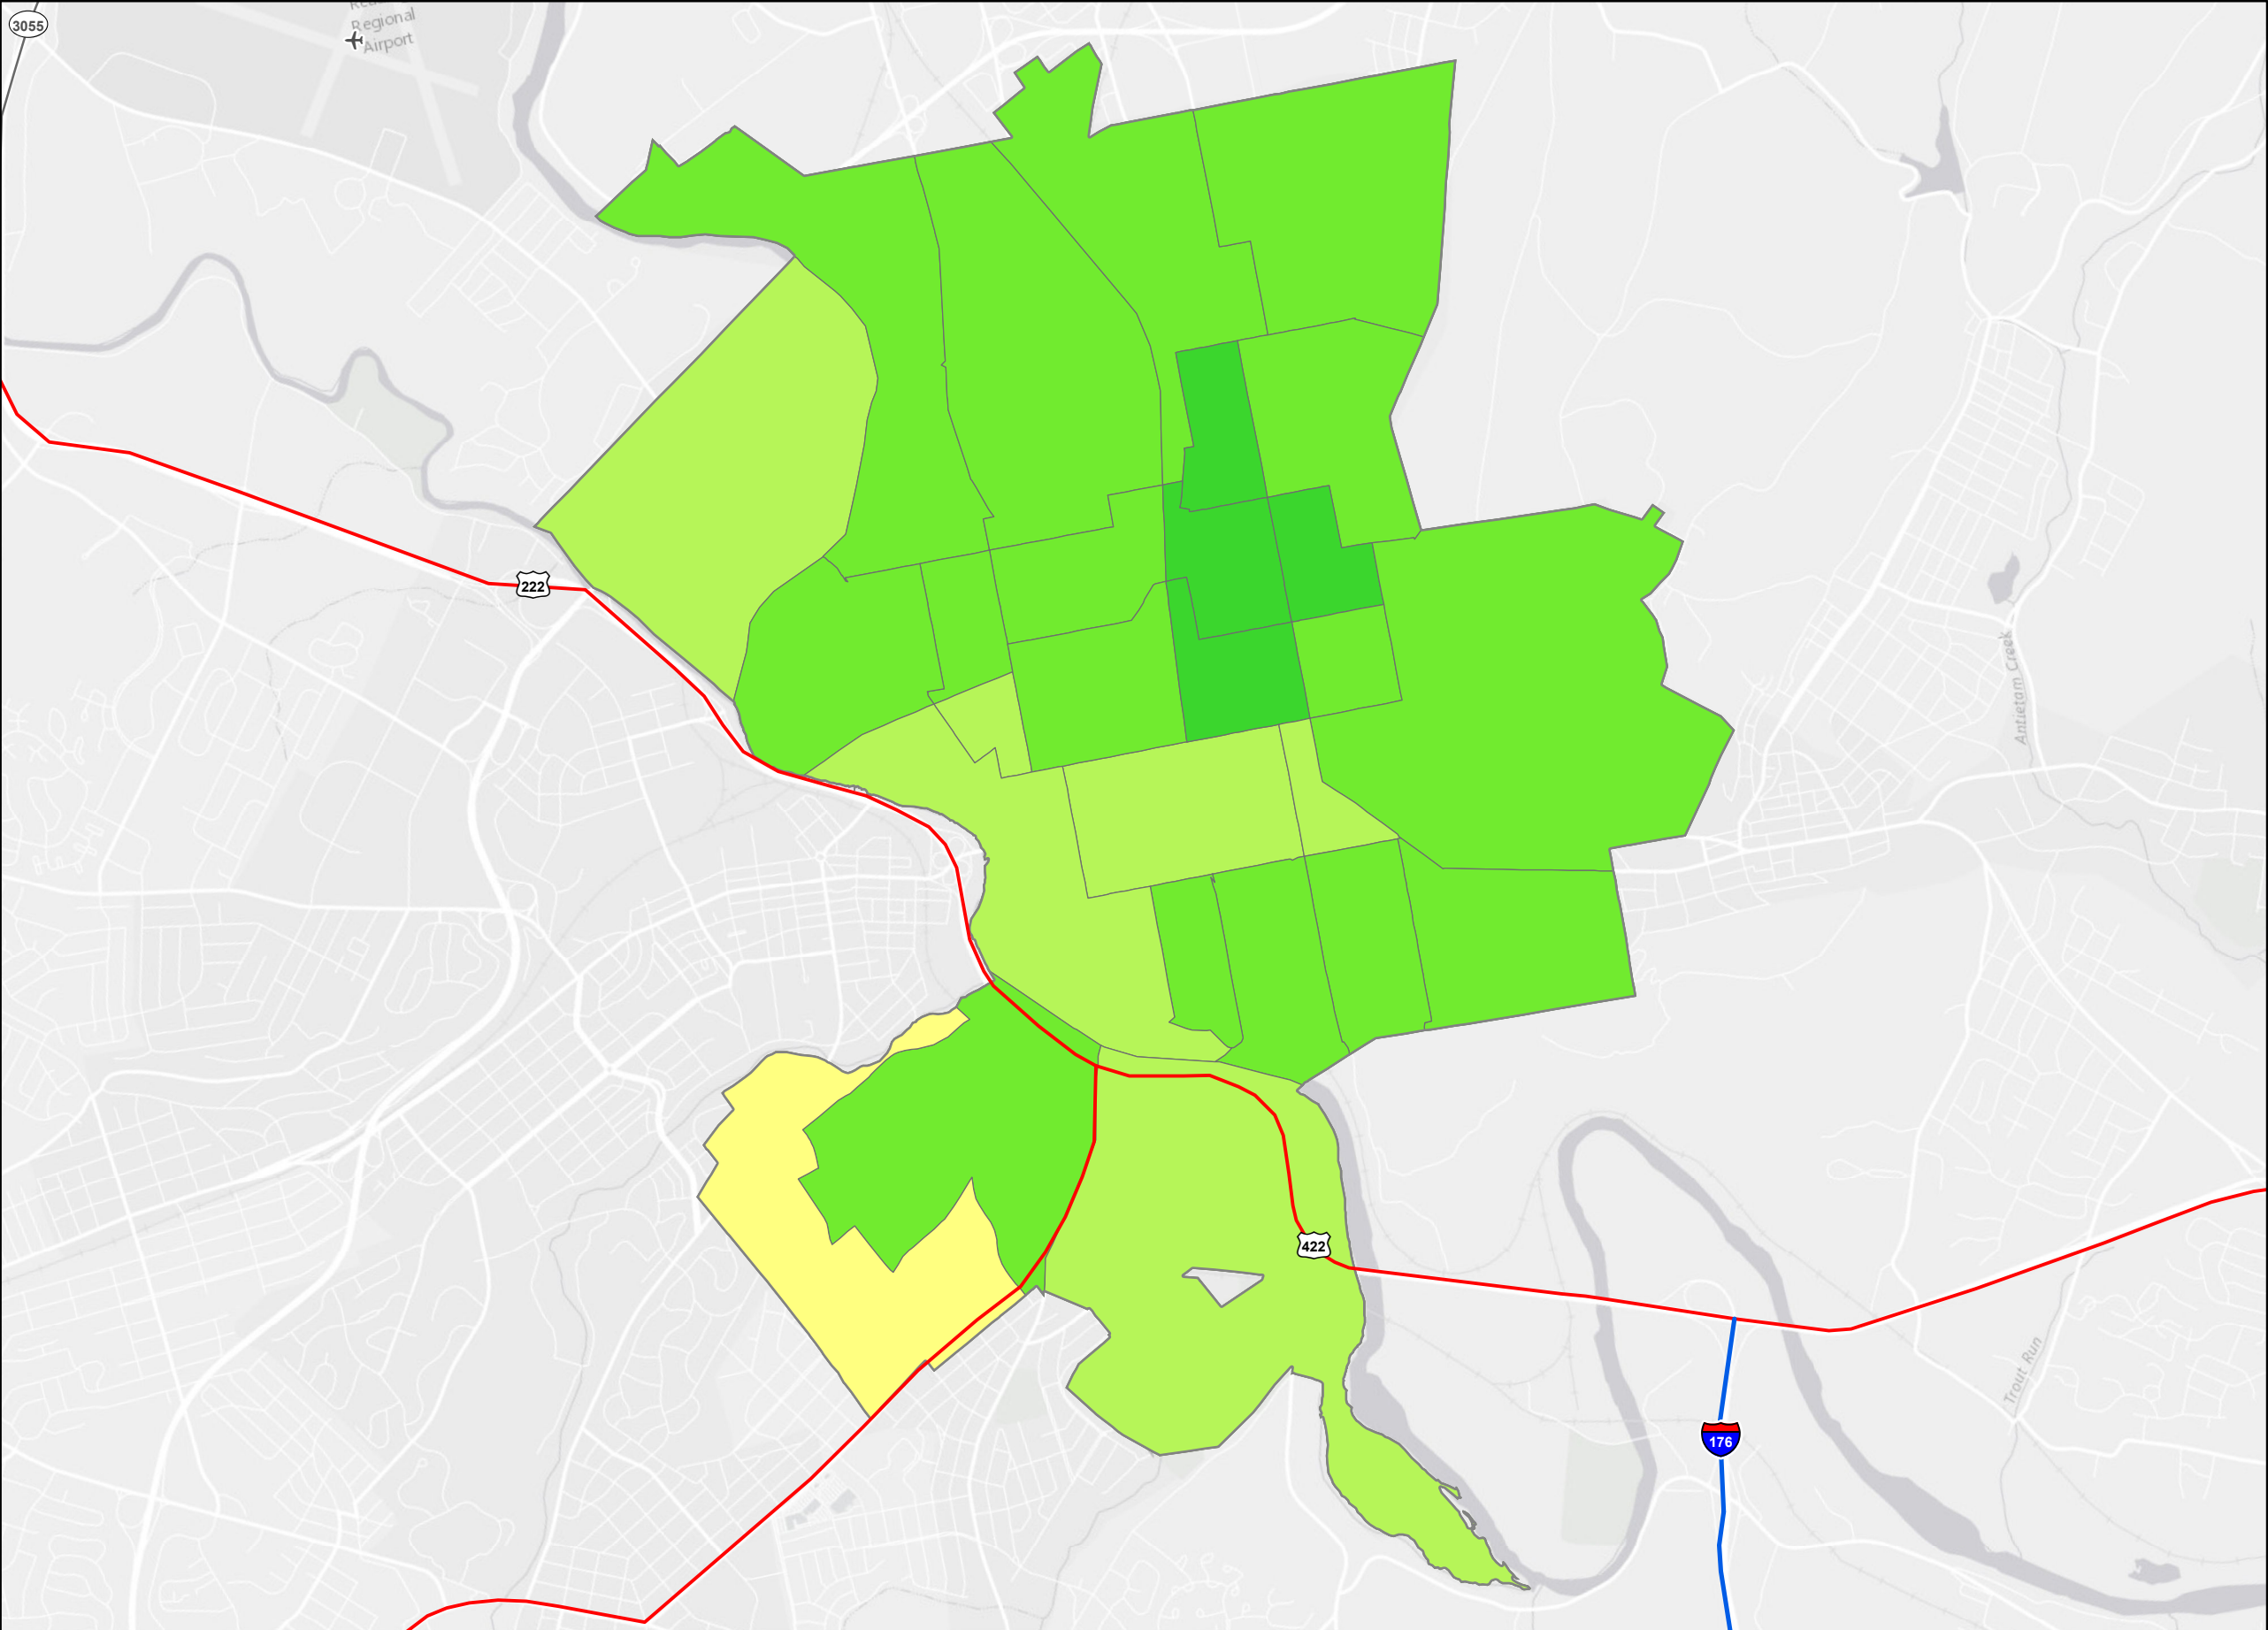 3055
Regional
Airport
222
Antietam Creek
422
Trout Run
176